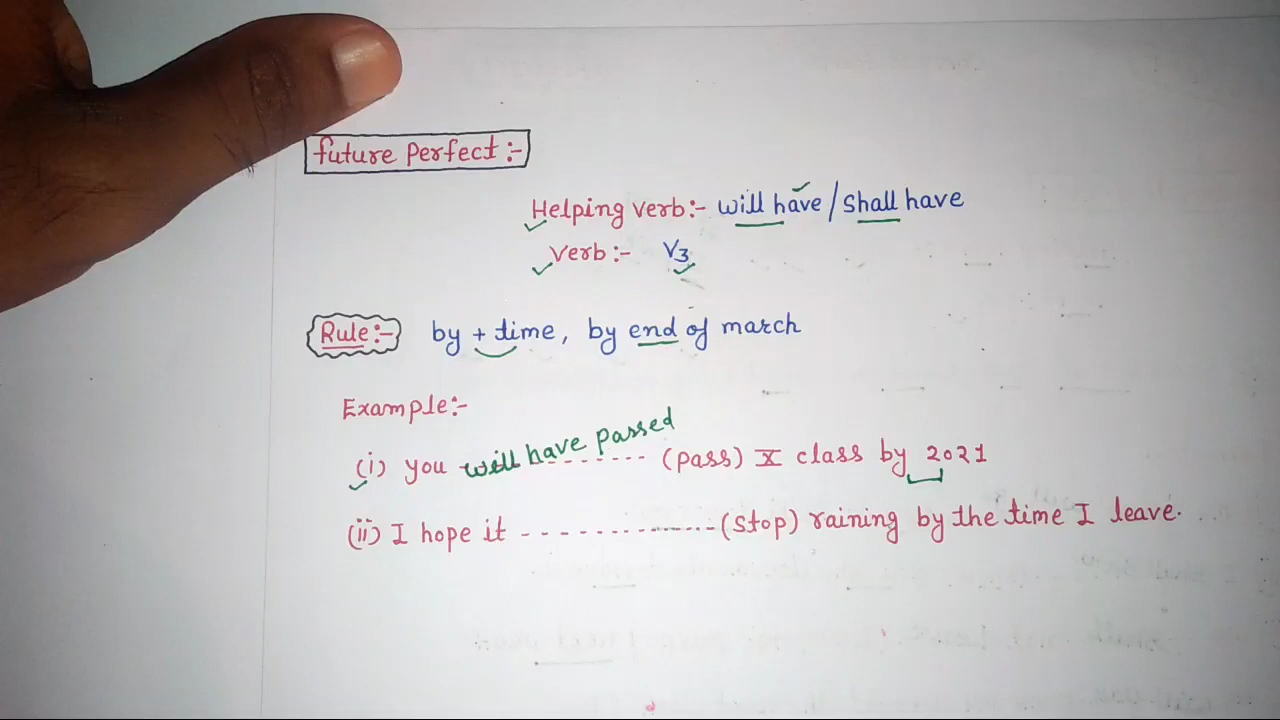 future Perfect:-
Helping verb:- will have / Shall have
Verb:- V3
Rule:- by + time, by end of march
Example:-
(i) you will have passed (pass) X class by 2021
(ii) I hope it --------------- (Stop) raining by the time I leave.